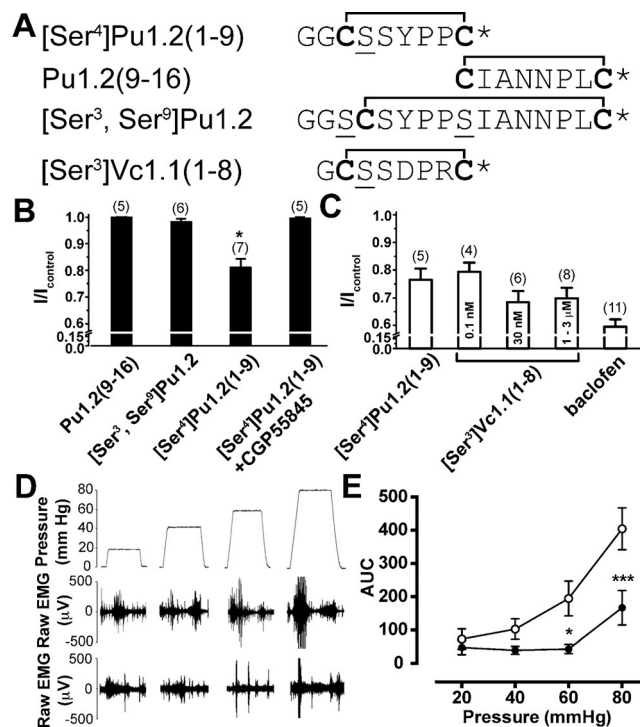 A
[Ser⁴]Pu1.2(1-9) GGCSSYPPC*
Pu1.2(9-16) CIANNPLC*
[Ser³, Ser⁹]Pu1.2 GGSCSYPPSIANNPLC*
[Ser³]Vc1.1(1-8) GCSSDPRC*
B
I/Icontrol
1.0
0.9
0.8
0.7
0.6
0.15
0.0
(5)
(6)
*
(7)
(5)
Pu1.2(9-16)
[Ser³, Ser⁹]Pu1.2
[Ser⁴]Pu1.2(1-9)
[Ser⁴]Pu1.2(1-9)
+CGP55845
C
I/Icontrol
1.0
0.9
0.8
0.7
0.6
0.15
0.0
(5)
(4)
(6)
(8)
(11)
0.1 nM
30 nM
1 - 3 µM
[Ser⁴]Pu1.2(1-9)
[Ser³]Vc1.1(1-8)
baclofen
D
Pressure
(mm Hg)
80
60
40
20
0
Raw EMG
(µV)
500
0
-500
Raw EMG
(µV)
500
0
-500
E
AUC
500
400
300
200
100
0
*
***
20
40
60
80
Pressure (mmHg)